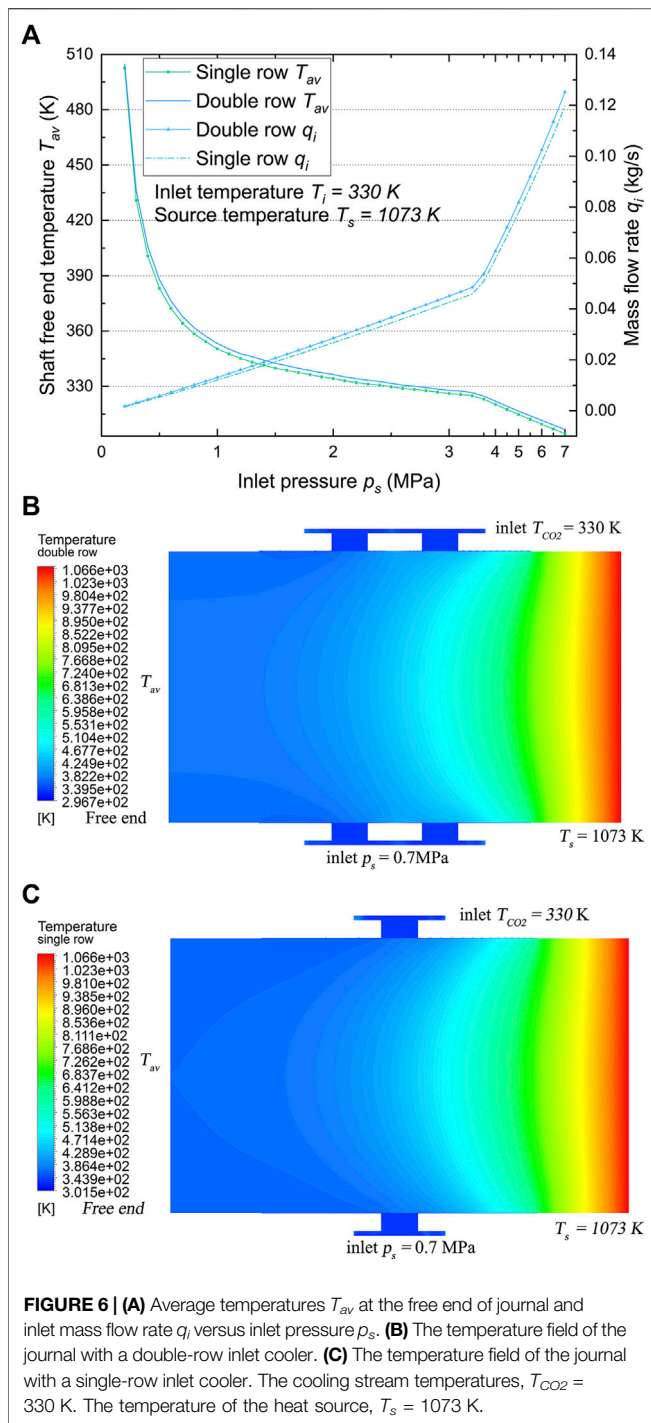 A
Shaft free end temperature T_av (K)
510
480
450
420
390
360
330
Single row T_av
Double row T_av
Double row q_i
Single row q_i
Inlet temperature T_i = 330 K
Source temperature T_s = 1073 K
0.14
0.12
0.10
0.08
0.06
0.04
0.02
0.00
Mass flow rate q_i (kg/s)
0 1 2 3 4 5 6 7
Inlet pressure p_s (MPa)
B
inlet T_CO2 = 330 K
Temperature
double row
1.066e+03
1.023e+03
9.804e+02
9.377e+02
8.950e+02
8.522e+02
8.095e+02
7.668e+02
7.240e+02
6.813e+02
6.386e+02
5.958e+02
5.531e+02
5.104e+02
4.677e+02
4.249e+02
3.822e+02
3.395e+02
2.967e+02
[K] Free end
T_av
T_s = 1073 K
inlet p_s = 0.7MPa
C
inlet T_CO2 = 330 K
Temperature
single row
1.066e+03
1.023e+03
9.810e+02
9.385e+02
8.960e+02
8.536e+02
8.111e+02
7.686e+02
7.262e+02
6.837e+02
6.412e+02
5.988e+02
5.563e+02
5.138e+02
4.714e+02
4.289e+02
3.864e+02
3.439e+02
3.015e+02
[K] Free end
T_av
T_s = 1073 K
inlet p_s = 0.7 MPa
FIGURE 6 | (A) Average temperatures T_av at the free end of journal and
inlet mass flow rate q_i versus inlet pressure p_s. (B) The temperature field of the
journal with a double-row inlet cooler. (C) The temperature field of the journal
with a single-row inlet cooler. The cooling stream temperatures, T_CO2 =
330 K. The temperature of the heat source, T_s = 1073 K.